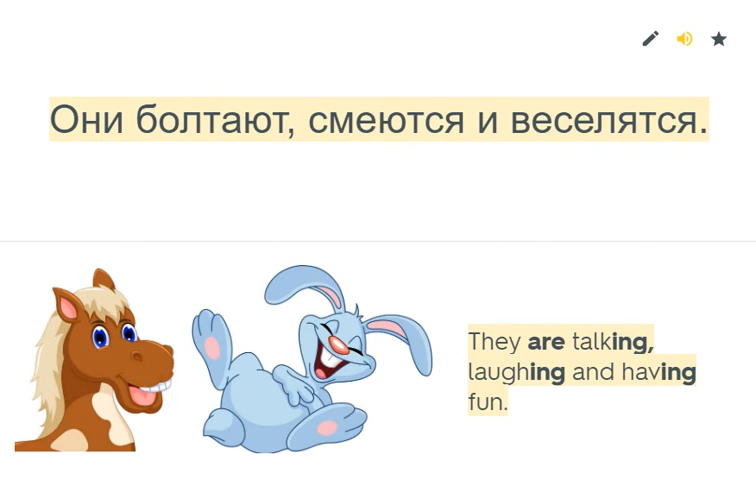 Они болтают, смеются и веселятся.
They are talking,
laughing and having
fun.